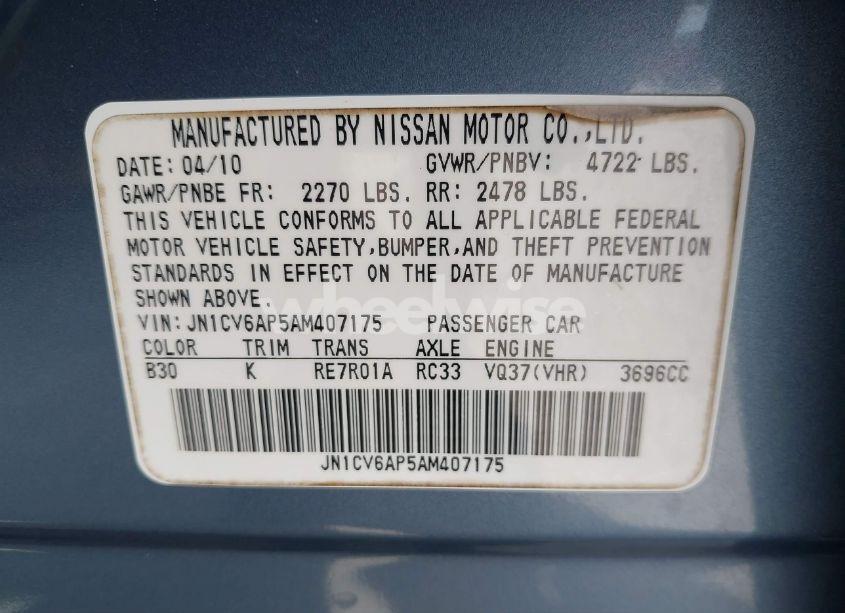 MANUFACTURED BY NISSAN MOTOR CO.,LTD.
DATE: 04/10 GVWR/PNBV: 4722 LBS.
GAWR/PNBE FR: 2270 LBS. RR: 2478 LBS.
THIS VEHICLE CONFORMS TO ALL APPLICABLE FEDERAL
MOTOR VEHICLE SAFETY,BUMPER,AND THEFT PREVENTION
STANDARDS IN EFFECT ON THE DATE OF MANUFACTURE
SHOWN ABOVE.
wheelwise
VIN:JN1CV6AP5AM407175 PASSENGER CAR
COLOR TRIM TRANS AXLE ENGINE
B30 K RE7R01A RC33 VQ37(VHR) 3696CC
JN1CV6AP5AM407175